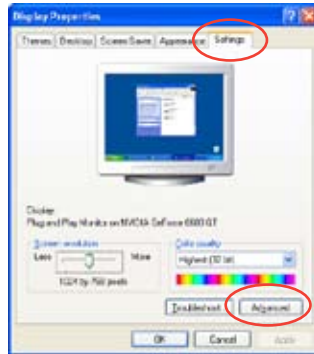 Display Properties
Themes Desktop Screen Saver Appearance Settings
Display:
Plug and Play Monitor on NVIDIA GeForce 6600 GT
Screen resolution
Less More
1024 by 768 pixels
Color quality
Highest (32 bit)
Troubleshoot... Advanced
OK Cancel Apply